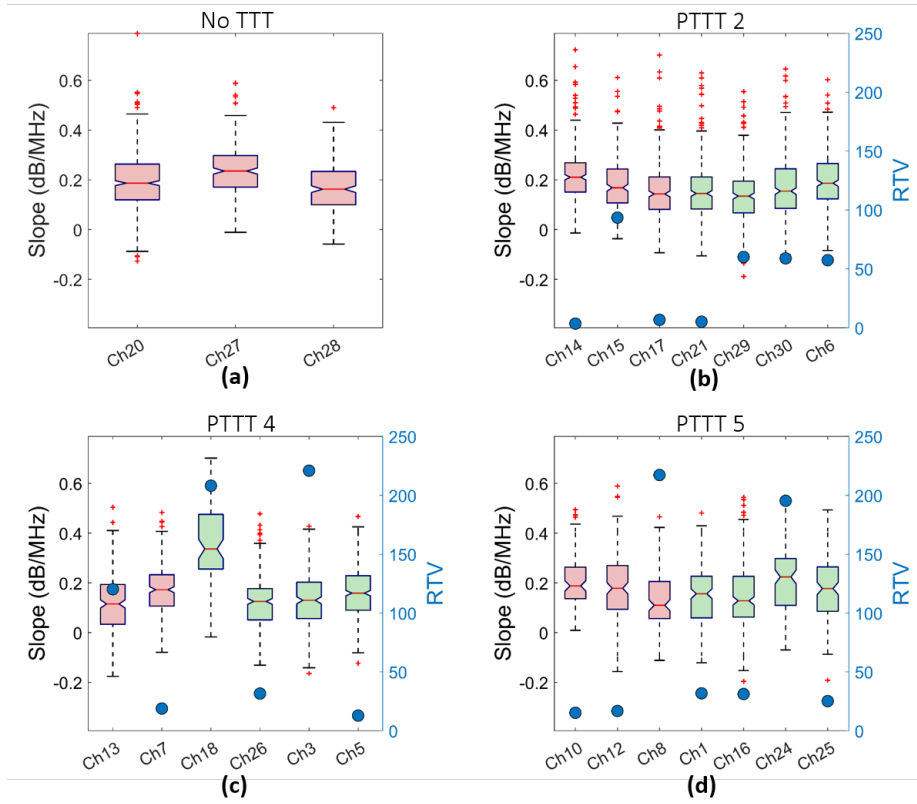 No TTT
Slope (dB/MHz)
0.6
0.4
0.2
0
-0.2
Ch20
Ch27
Ch28
(a)
PTTT 2
Slope (dB/MHz)
0.6
0.4
0.2
0
-0.2
250
200
150
100
50
0
RTV
Ch14
Ch15
Ch17
Ch21
Ch29
Ch30
Ch6
(b)
PTTT 4
Slope (dB/MHz)
0.6
0.4
0.2
0
-0.2
250
200
150
100
50
0
RTV
Ch13
Ch7
Ch18
Ch26
Ch3
Ch5
(c)
PTTT 5
Slope (dB/MHz)
0.6
0.4
0.2
0
-0.2
250
200
150
100
50
0
RTV
Ch10
Ch12
Ch8
Ch1
Ch16
Ch24
Ch25
(d)